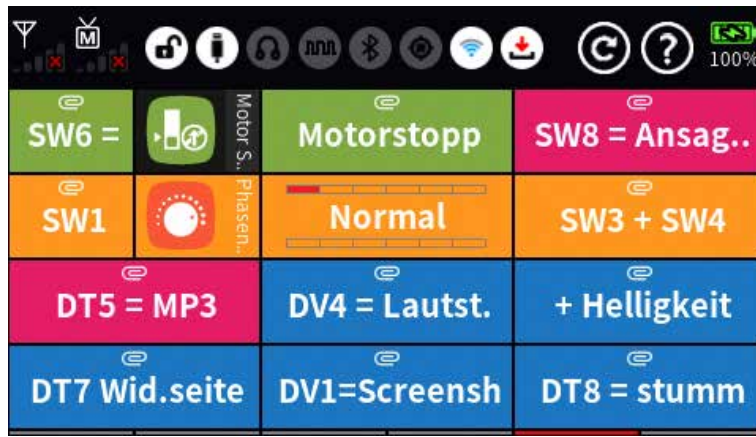 M
100%
SW6 =
Motor S..
Motorstopp
SW8 = Ansag..
SW1
Phasen..
Normal
SW3 + SW4
DT5 = MP3
DV4 = Lautst.
+ Helligkeit
DT7 Wid.seite
DV1=Screensh
DT8 = stumm